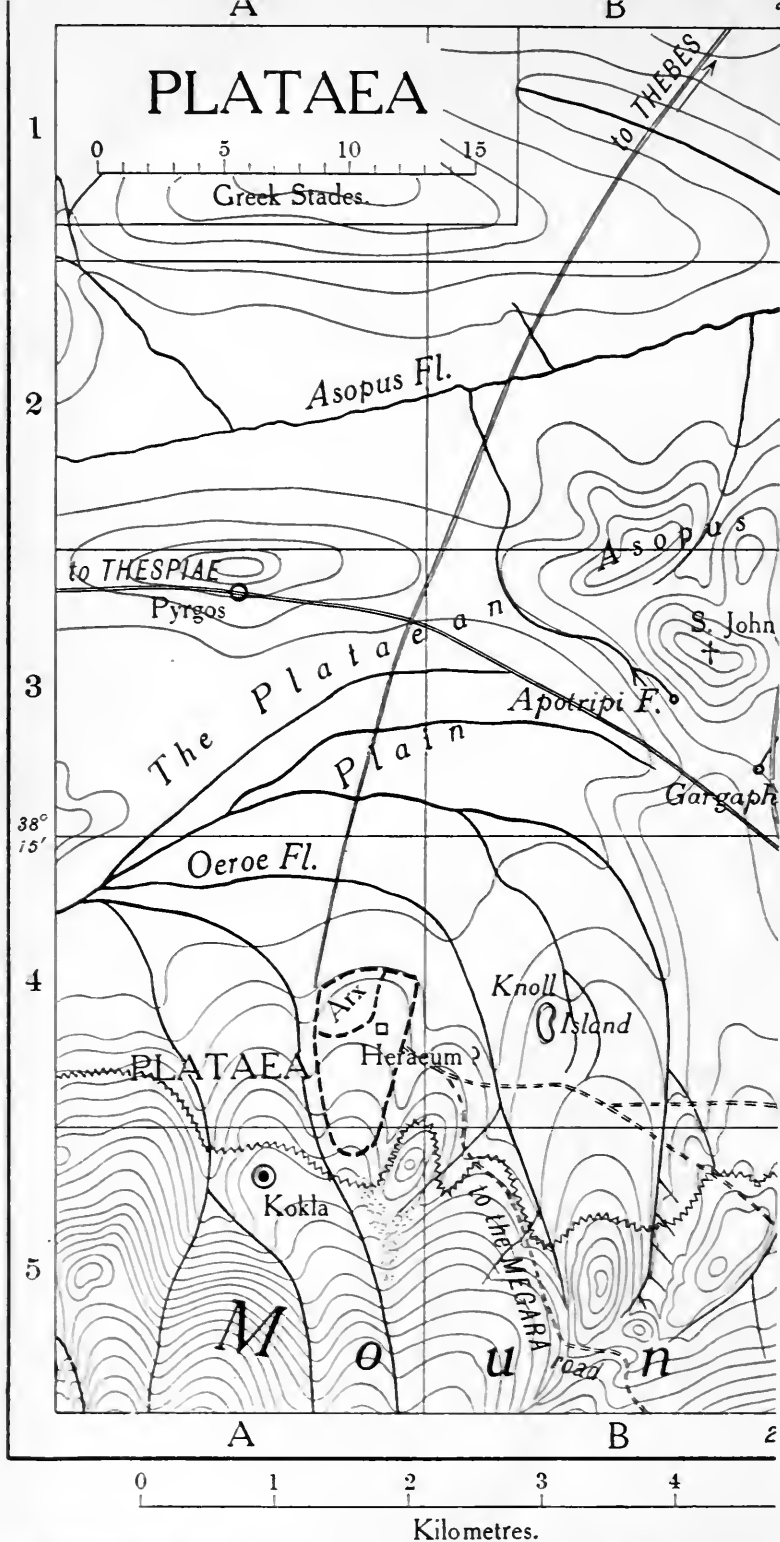 A
B
PLATAEA
0 5 10 15
Greek Stades.
to THEBES
1
Asopus Fl.
2
Asopus
to THESPIAE
Pyrgos
S. John
3
The Plataean
Plain
Apotripi F.
Gargaph
38°
15'
Oeroe Fl.
4
Arx
Knoll
Island
Heraeum ?
PLATAEA
Kokla
to the MEGARA
road
5
Moun
A
B
2
0 1 2 3 4
Kilometres.